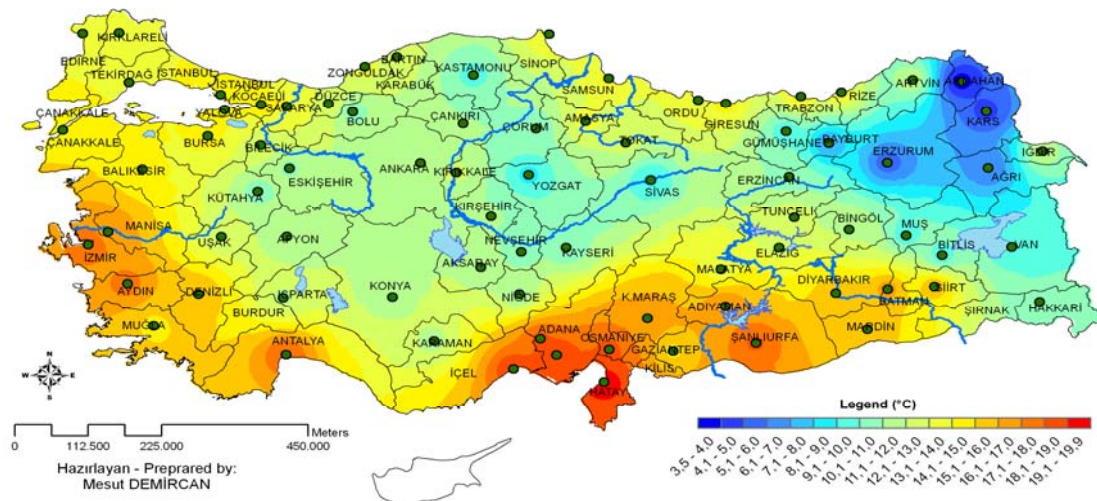 KIRKLARELİ
EDİRNE
TEKİRDAĞ
İSTANBUL
İSTANBUL
KOCAELİ
YALOVA
SAKARYA
DÜZCE
ZONGULDAK
BARTIN
KARABÜK
KASTAMONU
SİNOP
SAMSUN
ORDU
GİRESUN
TRABZON
RİZE
ARTVİN
ARDAHAN
KARS
ÇANAKKALE
ÇANAKKALE
BURSA
BİLECİK
BOLU
ÇANKIRI
ÇORUM
AMASYA
TOKAT
GÜMÜŞHANE
BAYBURT
ERZURUM
IĞDIR
AĞRI
BALIKESİR
KÜTAHYA
ESKİŞEHİR
ANKARA
KIRIKKALE
YOZGAT
SİVAS
ERZİNCAN
MANİSA
UŞAK
AFYON
KIRŞEHİR
NEVŞEHİR
KAYSERİ
TUNCELİ
BİNGÖL
MUŞ
BİTLİS
VAN
İZMİR
AKSARAY
ELAZIĞ
MALATYA
DİYARBAKIR
AYDIN
DENİZLİ
ISPARTA
BURDUR
KONYA
NİĞDE
K.MARAŞ
ADIYAMAN
BATMAN
SİİRT
ŞIRNAK
HAKKARİ
MUĞLA
ANTALYA
KARAMAN
İÇEL
ADANA
OSMANİYE
GAZİANTEP
KİLİS
ŞANLIURFA
MARDİN
HATAY
N
W E
S
0 112.500 225.000 450.000 Meters
Hazırlayan - Preprared by:
Mesut DEMİRCAN
Legend (°C)
3,5 - 4,0
4,1 - 5,0
5,1 - 6,0
6,1 - 7,0
7,1 - 8,0
8,1 - 9,0
9,1 - 10,0
10,1 - 11,0
11,1 - 12,0
12,1 - 13,0
13,1 - 14,0
14,1 - 15,0
15,1 - 16,0
16,1 - 17,0
17,1 - 18,0
18,1 - 19,0
19,1 - 19,9